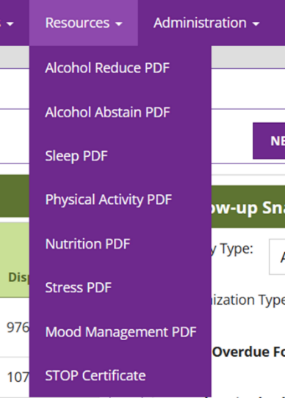 Resources Administration
Alcohol Reduce PDF
Alcohol Abstain PDF
Sleep PDF
NE
Physical Activity PDF
ow-up Sna
Nutrition PDF
y Type:
Disp
Stress PDF
ization Type
976
Mood Management PDF
Overdue Fo
107
STOP Certificate